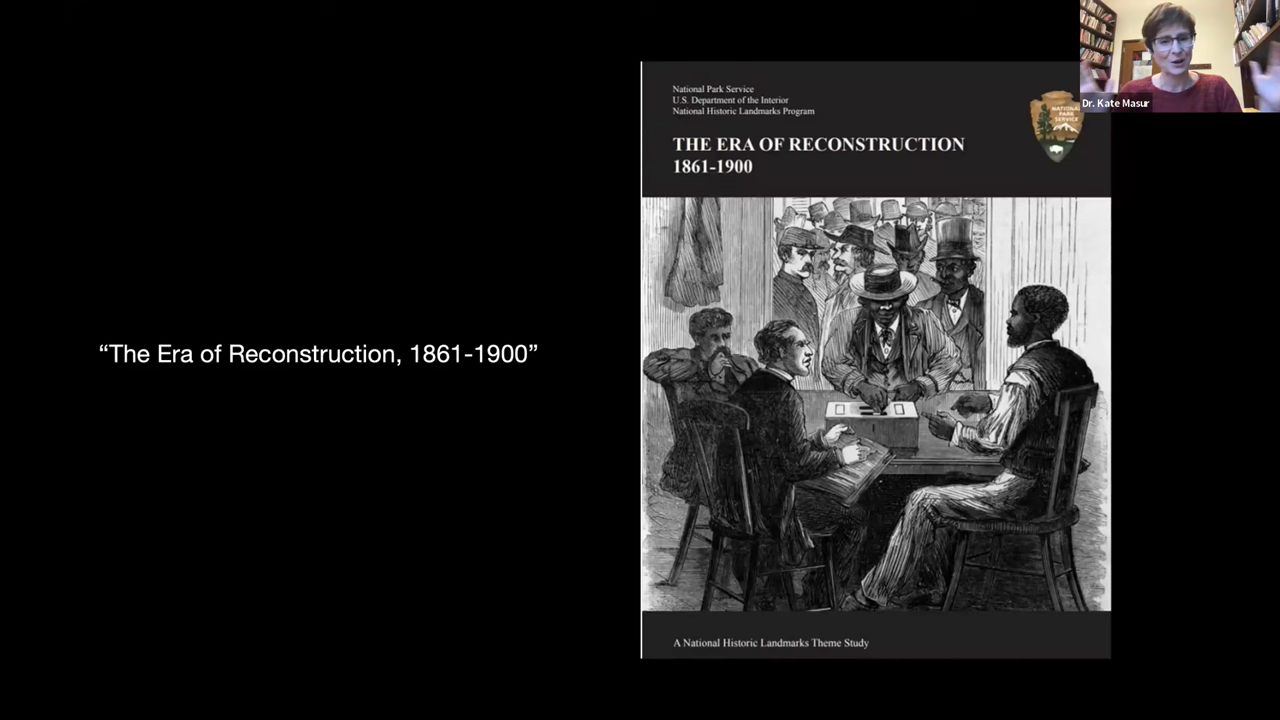 “The Era of Reconstruction, 1861-1900”
National Park Service
U.S. Department of the Interior
National Historic Landmarks Program
THE ERA OF RECONSTRUCTION
1861-1900
NATIONAL
PARK
SERVICE
A National Historic Landmarks Theme Study
Dr. Kate Masur